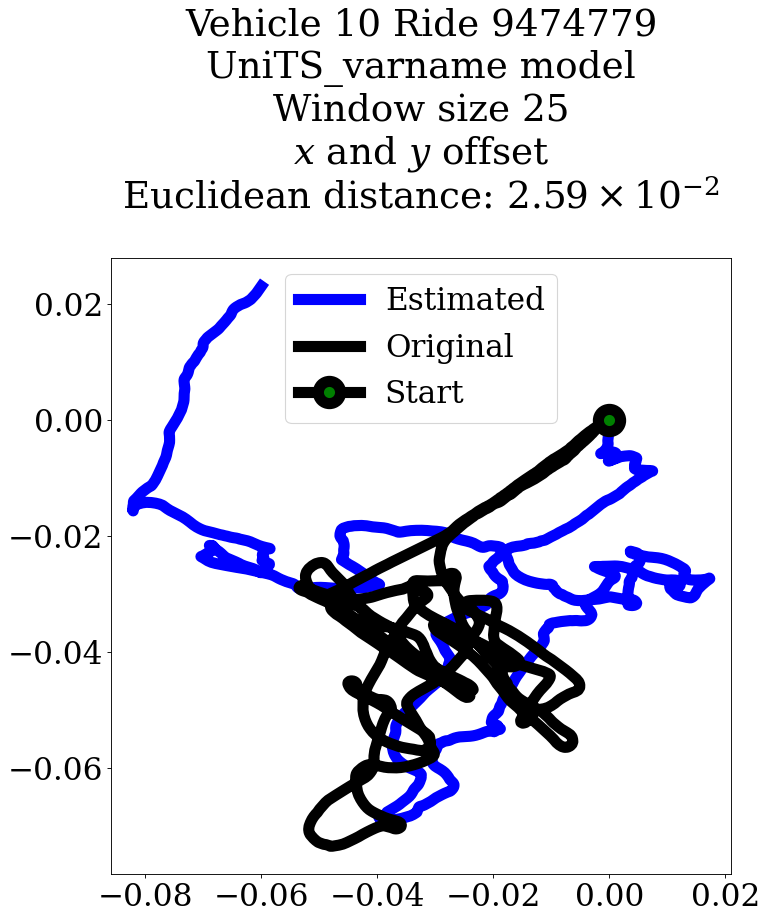 Vehicle 10 Ride 9474779
UniTS_varname model
Window size 25
x and y offset
Euclidean distance: 2.59 × 10⁻²
Estimated
Original
Start
0.02
0.00
−0.02
−0.04
−0.06
−0.08 −0.06 −0.04 −0.02 0.00 0.02